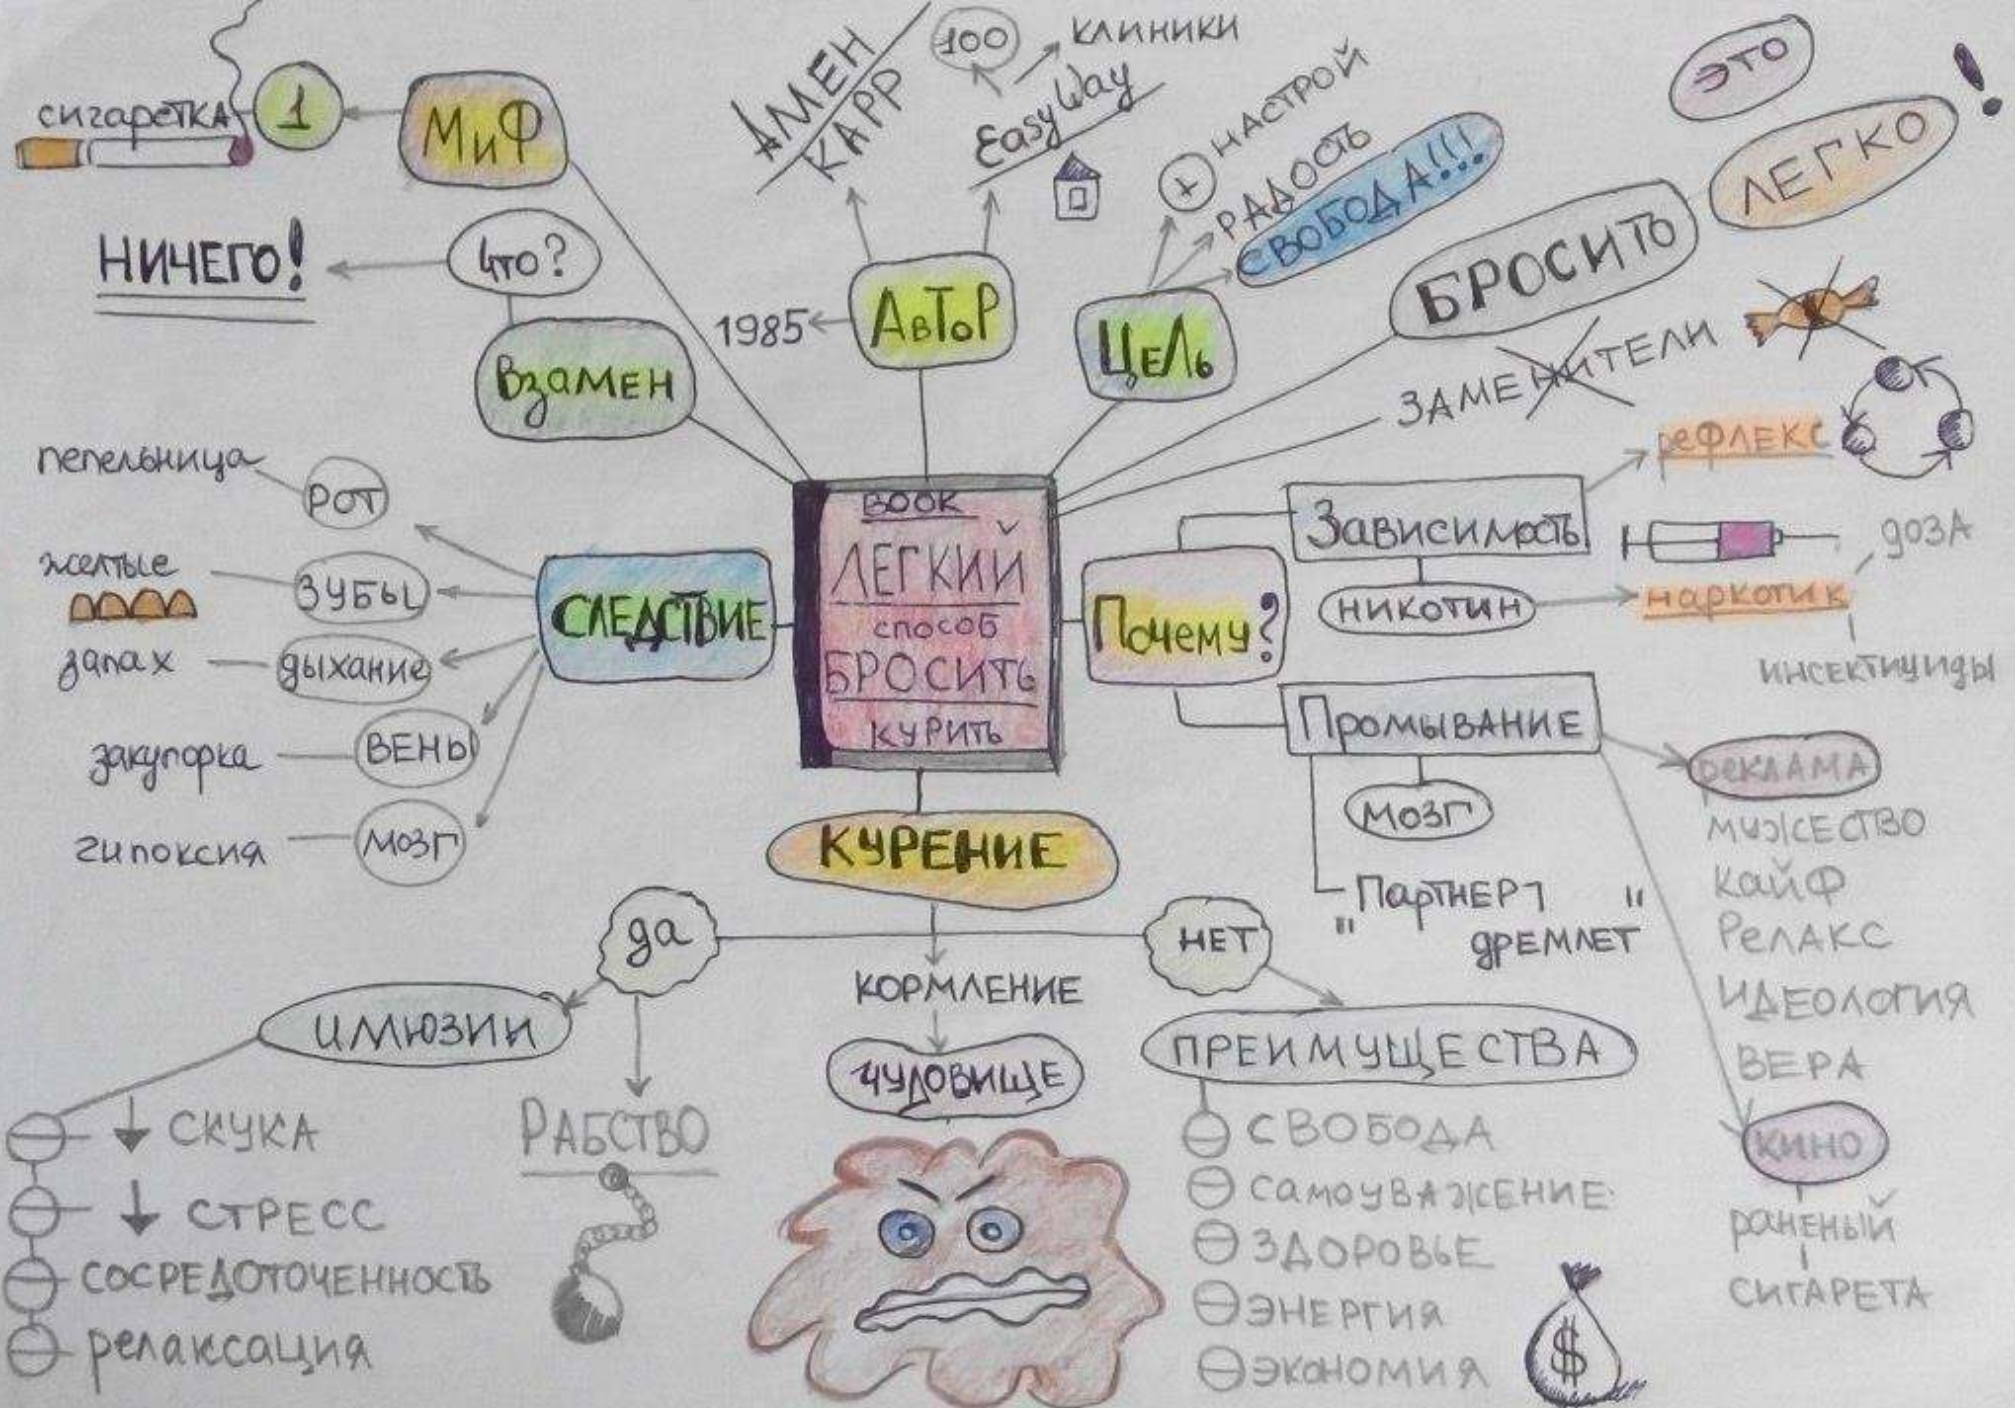 сигаретка
1
МИФ
НИЧЕГО!
Что?
Взамен
АЛЛЕН
КАРР
100
КЛИНИКИ
EasyWay
1985
АВТОР
+ НАСТРОЙ
РАДОСТЬ
СВОБОДА!!!
ЦЕЛЬ
ЭТО
ЛЕГКО!
БРОСИТЬ
ЗАМЕНИТЕЛИ
BOOK
ЛЕГКИЙ
способ
БРОСИТЬ
КУРИТЬ
СЛЕДСТВИЕ
пепельница
РОТ
желтые
ЗУБЫ
запах
дыхание
закупорка
ВЕНЫ
гипоксия
МОЗГ
Почему?
Зависимость
рефлекс
НИКОТИН
наркотик
ДОЗА
ИНСЕКТИЦИДЫ
Промывание
МОЗГ
Партнер 1
"дремлет"
реклама
МУЖЕСТВО
Кайф
Релакс
ИДЕОЛОГИЯ
ВЕРА
КИНО
раненый
СИГАРЕТА
КУРЕНИЕ
да
НЕТ
КОРМЛЕНИЕ
ЧУДОВИЩЕ
ИЛЛЮЗИИ
↓ СКУКА
↓ СТРЕСС
СОСРЕДОТОЧЕННОСТЬ
релаксация
РАБСТВО
ПРЕИМУЩЕСТВА
СВОБОДА
САМОУВАЖЕНИЕ
ЗДОРОВЬЕ
ЭНЕРГИЯ
ЭКОНОМИЯ
$